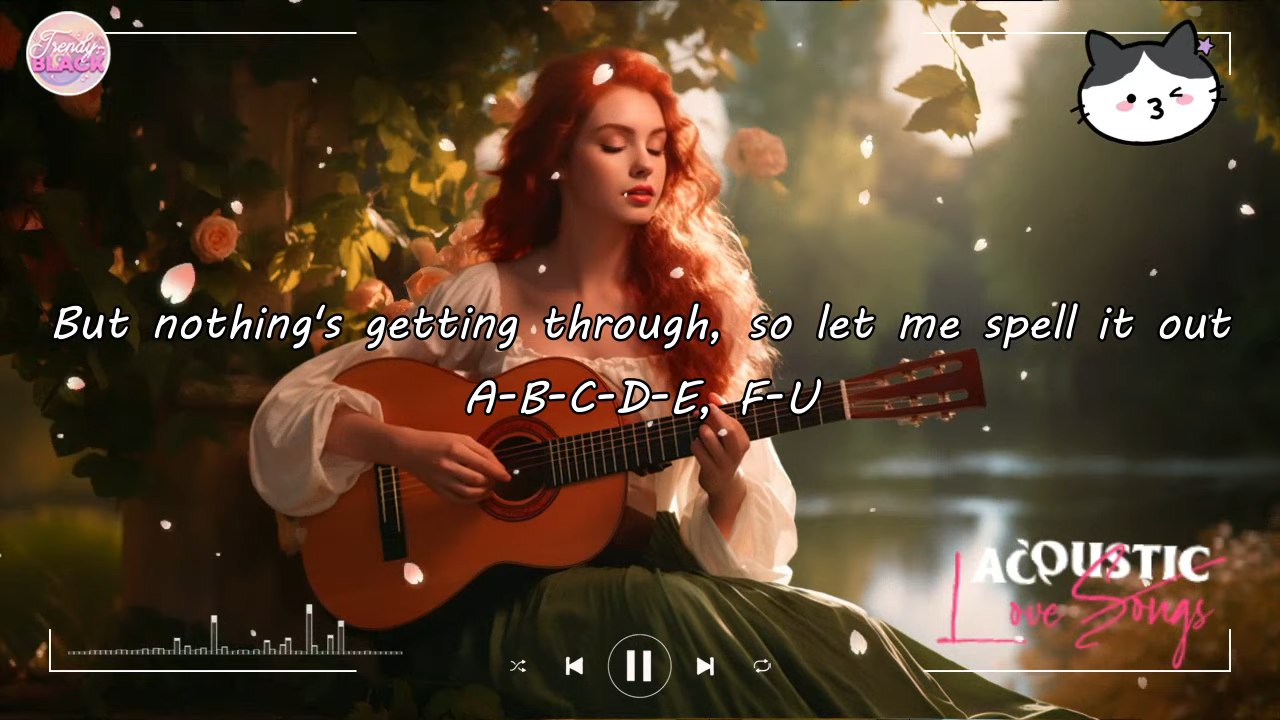 Trendy
BLACK
But nothing's getting through, so let me spell it out
A-B-C-D-E, F-U
ACOUSTIC
Love Songs